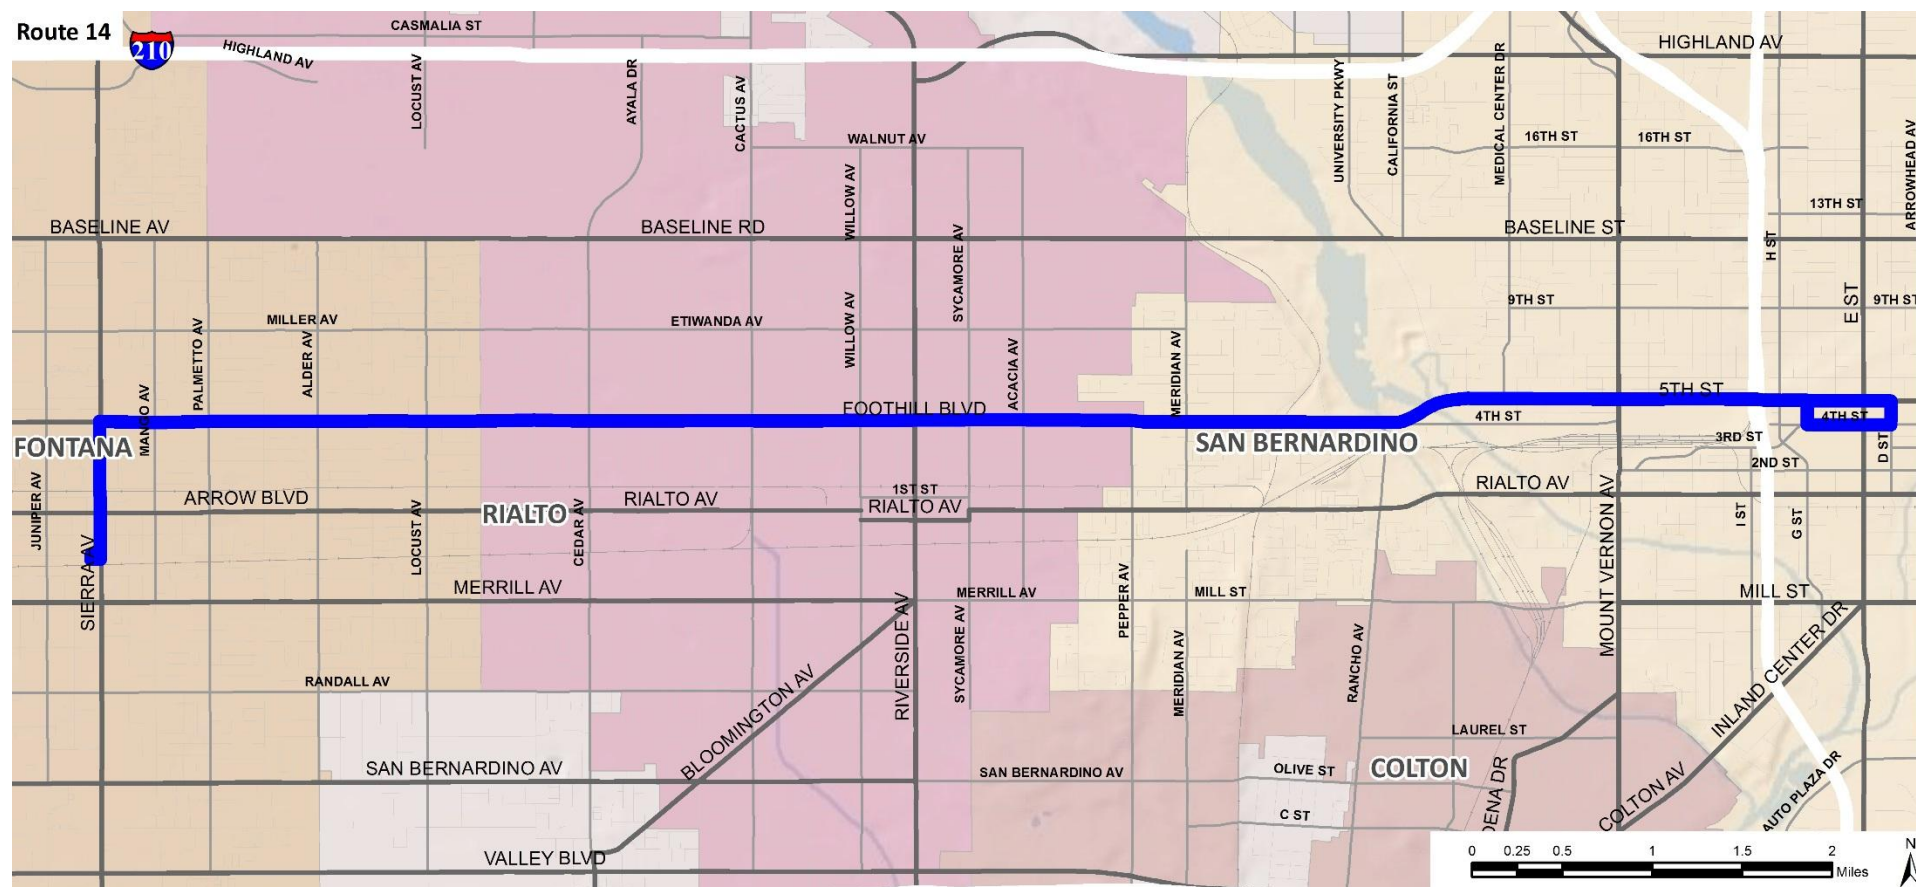 Route 14
CASMALIA ST
210
HIGHLAND AV
HIGHLAND AV
LOCUST AV
AYALA DR
CACTUS AV
WALNUT AV
UNIVERSITY PKWY
CALIFORNIA ST
MEDICAL CENTER DR
16TH ST
16TH ST
ARROWHEAD AV
WILLOW AV
13TH ST
BASELINE AV
BASELINE RD
BASELINE ST
SYCAMORE AV
H ST
9TH ST
E ST
9TH ST
MILLER AV
ETIWANDA AV
WILLOW AV
PALMETTO AV
ALDER AV
ACACIA AV
MERIDIAN AV
MANGO AV
FOOTHILL BLVD
5TH ST
4TH ST
4TH ST
FONTANA
SAN BERNARDINO
3RD ST
D ST
2ND ST
JUNIPER AV
ARROW BLVD
LOCUST AV
RIALTO
CEDAR AV
RIALTO AV
1ST ST
RIALTO AV
RIALTO AV
MOUNT VERNON AV
I ST
G ST
SIERRA AV
MERRILL AV
MERRILL AV
PEPPER AV
MILL ST
MILL ST
RIVERSIDE AV
SYCAMORE AV
MERIDIAN AV
RANCHO AV
INLAND CENTER DR
RANDALL AV
BLOOMINGTON AV
LAUREL ST
SAN BERNARDINO AV
SAN BERNARDINO AV
OLIVE ST
COLTON
DENA DR
COLTON AV
AUTO PLAZA DR
C ST
VALLEY BLVD
0 0.25 0.5 1 1.5 2
Miles
N